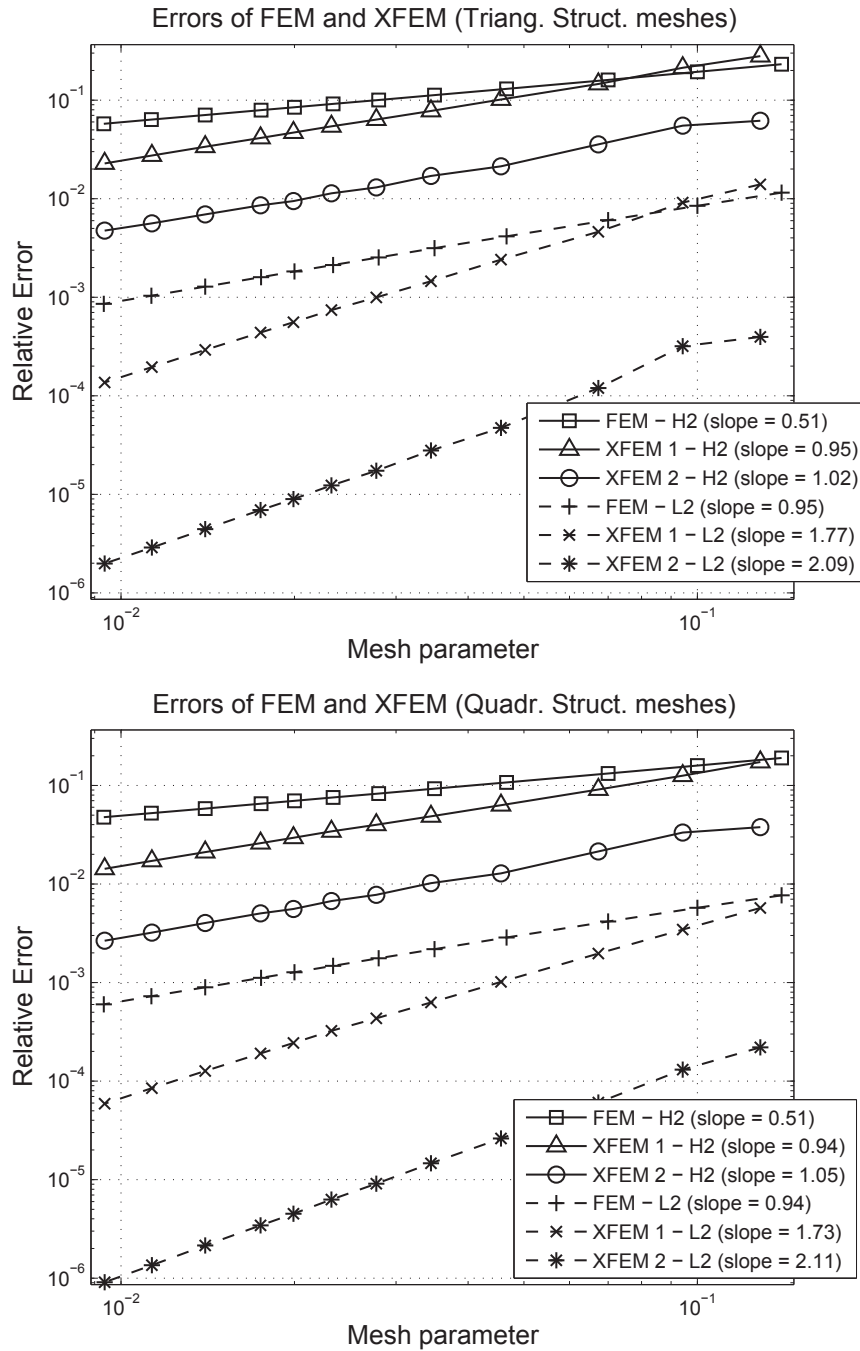 Errors of FEM and XFEM (Triang. Struct. meshes)
10⁻¹
10⁻²
10⁻³
10⁻⁴
10⁻⁵
10⁻⁶
Relative Error
FEM − H2 (slope = 0.51)
XFEM 1 − H2 (slope = 0.95)
XFEM 2 − H2 (slope = 1.02)
FEM − L2 (slope = 0.95)
XFEM 1 − L2 (slope = 1.77)
XFEM 2 − L2 (slope = 2.09)
10⁻²
10⁻¹
Mesh parameter
Errors of FEM and XFEM (Quadr. Struct. meshes)
10⁻¹
10⁻²
10⁻³
10⁻⁴
10⁻⁵
10⁻⁶
Relative Error
FEM − H2 (slope = 0.51)
XFEM 1 − H2 (slope = 0.94)
XFEM 2 − H2 (slope = 1.05)
FEM − L2 (slope = 0.94)
XFEM 1 − L2 (slope = 1.73)
XFEM 2 − L2 (slope = 2.11)
10⁻²
10⁻¹
Mesh parameter